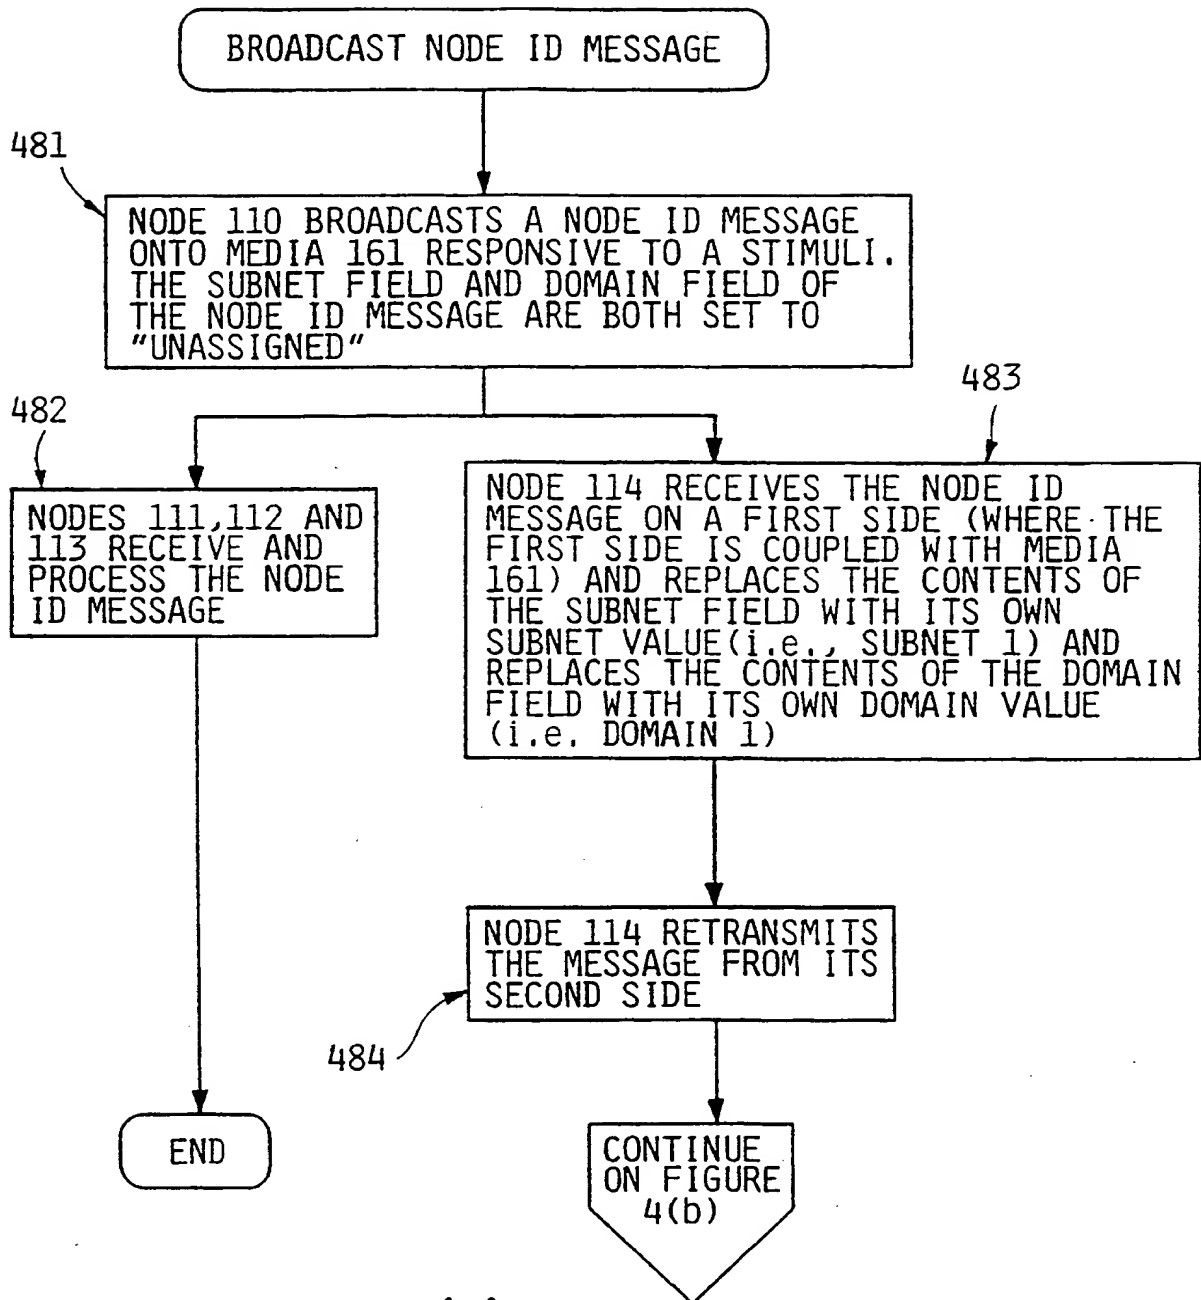 BROADCAST NODE ID MESSAGE
481
NODE 110 BROADCASTS A NODE ID MESSAGE
ONTO MEDIA 161 RESPONSIVE TO A STIMULI.
THE SUBNET FIELD AND DOMAIN FIELD OF
THE NODE ID MESSAGE ARE BOTH SET TO
"UNASSIGNED"
482
NODES 111,112 AND
113 RECEIVE AND
PROCESS THE NODE
ID MESSAGE
483
NODE 114 RECEIVES THE NODE ID
MESSAGE ON A FIRST SIDE (WHERE THE
FIRST SIDE IS COUPLED WITH MEDIA
161) AND REPLACES THE CONTENTS OF
THE SUBNET FIELD WITH ITS OWN
SUBNET VALUE(i.e., SUBNET 1) AND
REPLACES THE CONTENTS OF THE DOMAIN
FIELD WITH ITS OWN DOMAIN VALUE
(i.e. DOMAIN 1)
NODE 114 RETRANSMITS
THE MESSAGE FROM ITS
SECOND SIDE
484
END
CONTINUE
ON FIGURE
4(b)